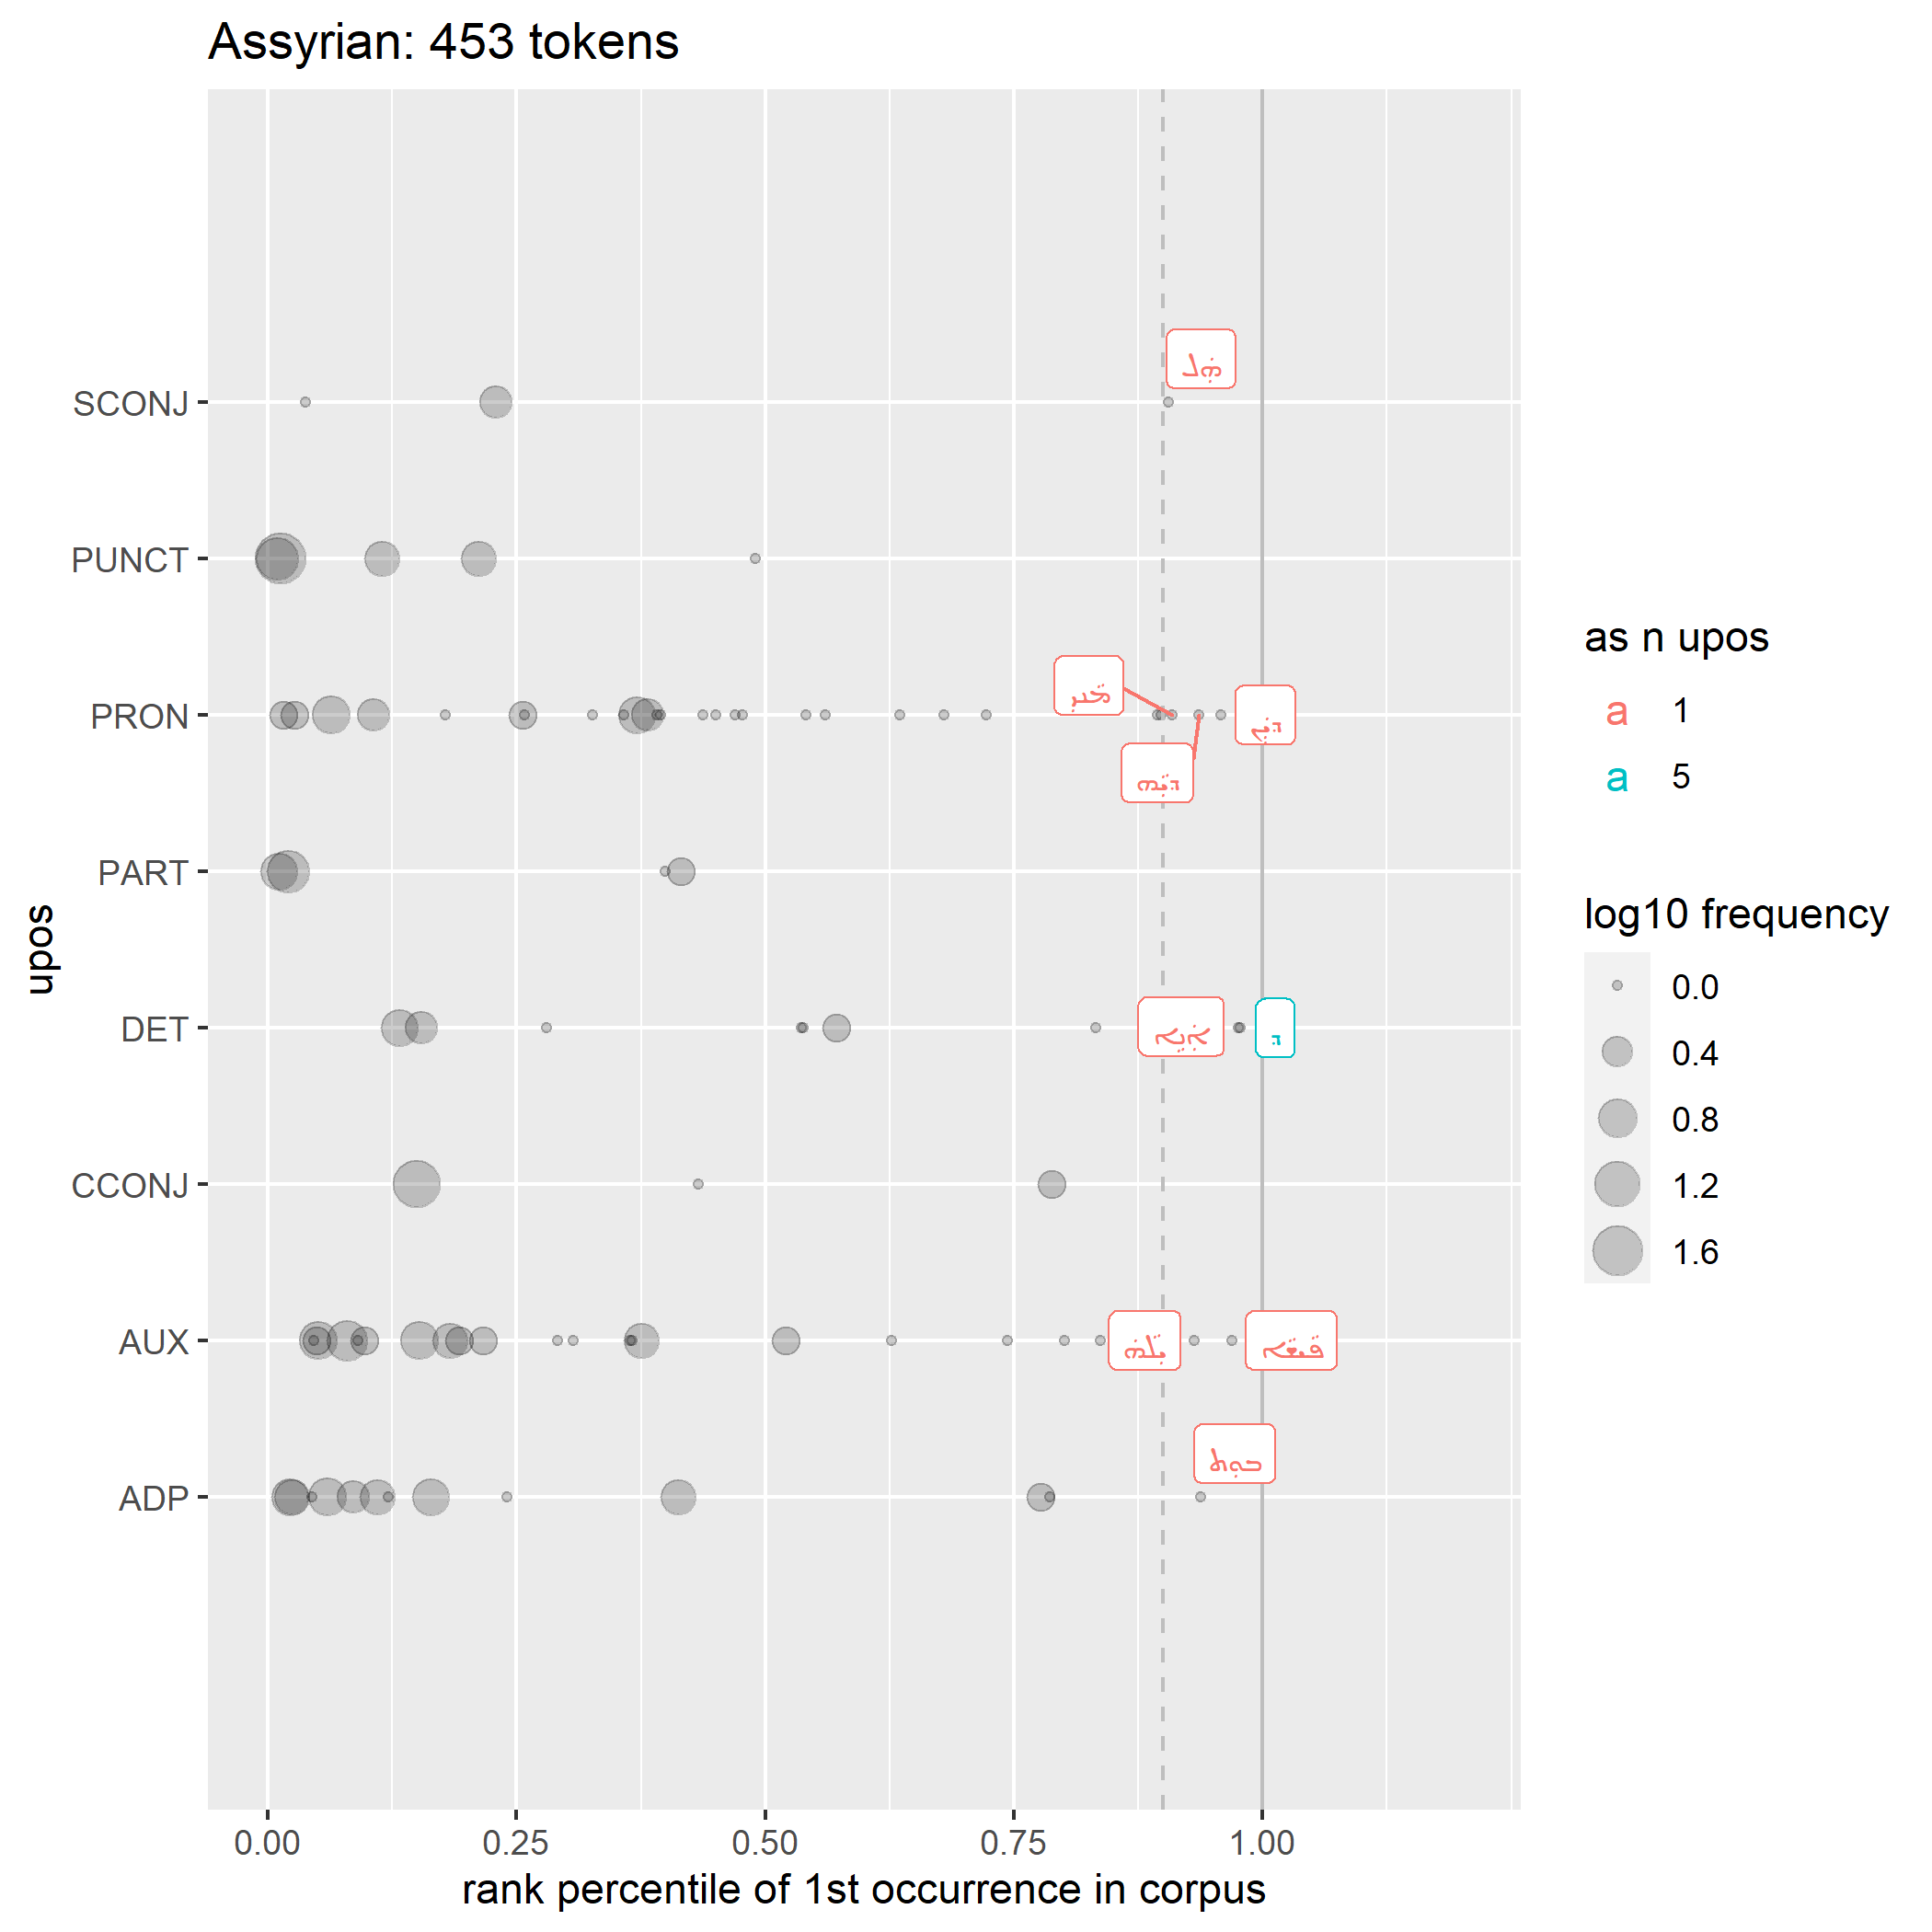 Assyrian: 453 tokens
SCONJ
PUNCT
PRON
PART
DET
CCONJ
AUX
ADP
upos
0.00 0.25 0.50 0.75 1.00
rank percentile of 1st occurrence in corpus
as n upos
a 1
a 5
log10 frequency
0.0
0.4
0.8
1.2
1.6